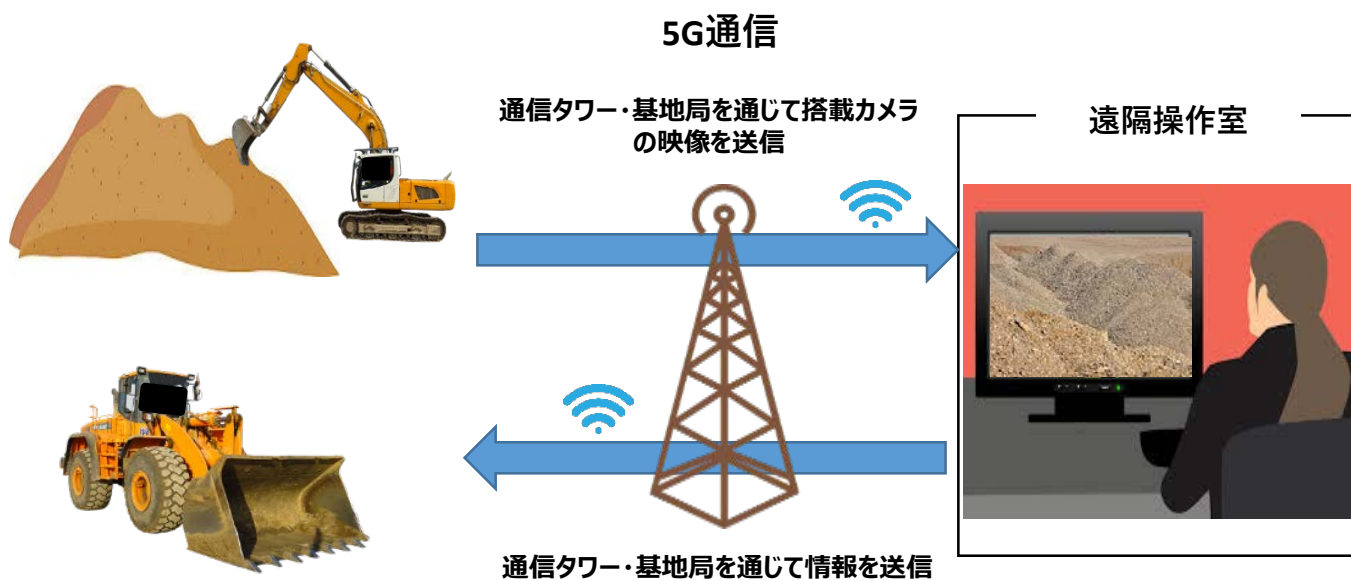 5G通信
通信タワー・基地局を通じて搭載カメラ
の映像を送信
遠隔操作室
通信タワー・基地局を通じて情報を送信